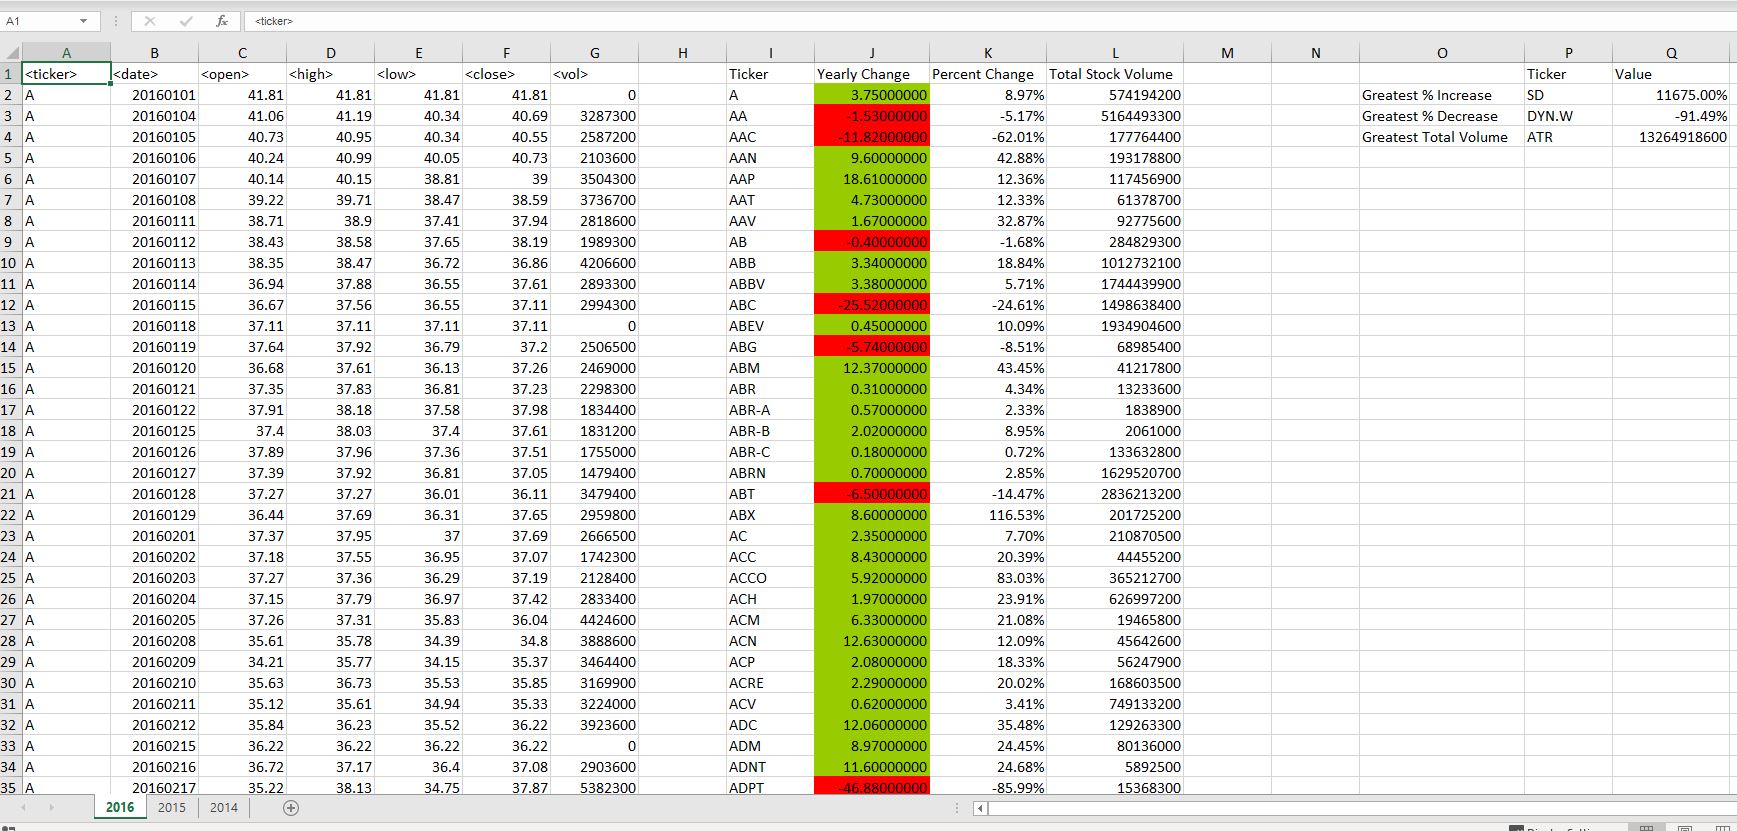 A1 fx <ticker>
A B C D E F G H I J K L M N O P Q
1 <ticker> <date> <open> <high> <low> <close> <vol> Ticker Yearly Change Percent Change Total Stock Volume Ticker Value
2 A 20160101 41.81 41.81 41.81 41.81 0 A 3.75000000 8.97% 574194200 Greatest % Increase SD 11675.00%
3 A 20160104 41.06 41.19 40.34 40.69 3287300 AA -1.53000000 -5.17% 5164493300 Greatest % Decrease DYN.W -91.49%
4 A 20160105 40.73 40.95 40.34 40.55 2587200 AAC -11.82000000 -62.01% 177764400 Greatest Total Volume ATR 13264918600
5 A 20160106 40.24 40.99 40.05 40.73 2103600 AAN 9.60000000 42.88% 193178800
6 A 20160107 40.14 40.15 38.81 39 3504300 AAP 18.61000000 12.36% 117456900
7 A 20160108 39.22 39.71 38.47 38.59 3736700 AAT 4.73000000 12.33% 61378700
8 A 20160111 38.71 38.9 37.41 37.94 2818600 AAV 1.67000000 32.87% 92775600
9 A 20160112 38.43 38.58 37.65 38.19 1989300 AB -0.40000000 -1.68% 284829300
10 A 20160113 38.35 38.47 36.72 36.86 4206600 ABB 3.34000000 18.84% 1012732100
11 A 20160114 36.94 37.88 36.55 37.61 2893300 ABBV 3.38000000 5.71% 1744439900
12 A 20160115 36.67 37.56 36.55 37.11 2994300 ABC -25.52000000 -24.61% 1498638400
13 A 20160118 37.11 37.11 37.11 37.11 0 ABEV 0.45000000 10.09% 1934904600
14 A 20160119 37.64 37.92 36.79 37.2 2506500 ABG -5.74000000 -8.51% 68985400
15 A 20160120 36.68 37.61 36.13 37.26 2469000 ABM 12.37000000 43.45% 41217800
16 A 20160121 37.35 37.83 36.81 37.23 2298300 ABR 0.31000000 4.34% 13233600
17 A 20160122 37.91 38.18 37.58 37.98 1834400 ABR-A 0.57000000 2.33% 1838900
18 A 20160125 37.4 38.03 37.4 37.61 1831200 ABR-B 2.02000000 8.95% 2061000
19 A 20160126 37.89 37.96 37.36 37.51 1755000 ABR-C 0.18000000 0.72% 133632800
20 A 20160127 37.39 37.92 36.81 37.05 1479400 ABRN 0.70000000 2.85% 1629520700
21 A 20160128 37.27 37.27 36.01 36.11 3479400 ABT -6.50000000 -14.47% 2836213200
22 A 20160129 36.44 37.69 36.31 37.65 2959800 ABX 8.60000000 116.53% 201725200
23 A 20160201 37.37 37.95 37 37.69 2666500 AC 2.35000000 7.70% 210870500
24 A 20160202 37.18 37.55 36.95 37.07 1742300 ACC 8.43000000 20.39% 44455200
25 A 20160203 37.27 37.36 36.29 37.19 2128400 ACCO 5.92000000 83.03% 365212700
26 A 20160204 37.15 37.79 36.97 37.42 2833400 ACH 1.97000000 23.91% 626997200
27 A 20160205 37.26 37.31 35.83 36.04 4424600 ACM 6.33000000 21.08% 19465800
28 A 20160208 35.61 35.78 34.39 34.8 3888600 ACN 12.63000000 12.09% 45642600
29 A 20160209 34.21 35.77 34.15 35.37 3464400 ACP 2.08000000 18.33% 56247900
30 A 20160210 35.63 36.73 35.53 35.85 3169900 ACRE 2.29000000 20.02% 168603500
31 A 20160211 35.12 35.61 34.94 35.33 3224000 ACV 0.62000000 3.41% 749133200
32 A 20160212 35.84 36.23 35.52 36.22 3923600 ADC 12.06000000 35.48% 129263300
33 A 20160215 36.22 36.22 36.22 36.22 0 ADM 8.97000000 24.45% 80136000
34 A 20160216 36.72 37.17 36.4 37.08 2903600 ADNT 11.60000000 24.68% 5892500
35 A 20160217 35.22 38.13 34.75 37.87 5382300 ADPT -46.88000000 -85.99% 15368300
2016 2015 2014